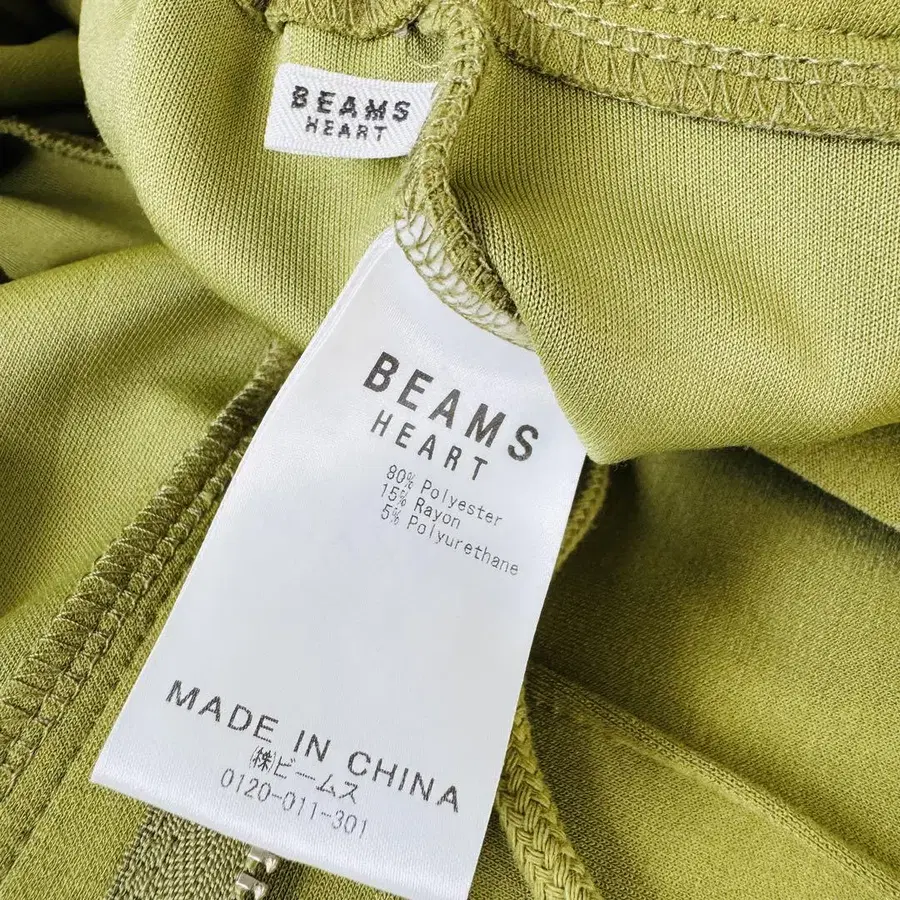 BEAMS
HEART
BEAMS
HEART
80% Polyester
15% Rayon
5% Polyurethane
MADE IN CHINA
㈱ビームス
0120-011-301